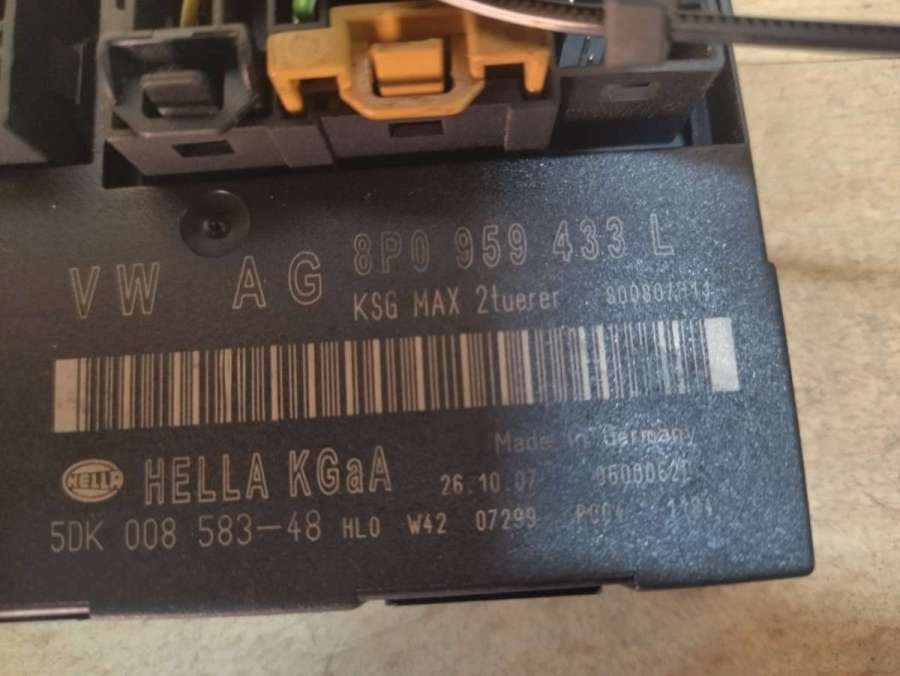 VW AG 8P0 959 433 L
KSG MAX 2tuerer
Made in Germany
HELLA HELLA KGaA 26.10.07
5DK 008 583-48 HLO W42 07299